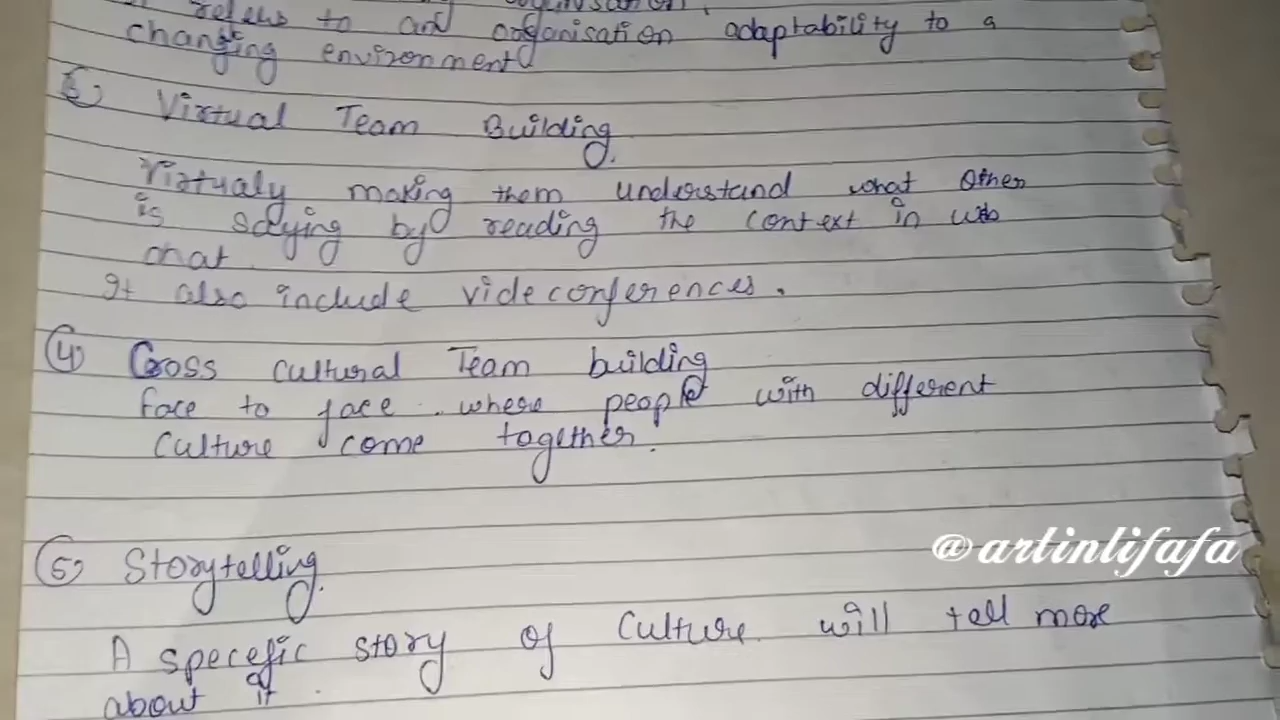 refers to and organisation adaptability to a
changing environment
Virtual Team Building.
Virtualy making them understand what other
is saying by reading the context in web
chat.
It also include videconferences.
(4) Cross cultural Team building
face to face. where people with different
culture come together.
(5) Storytelling.
A specefic story of culture will tell more
about it.
@artinlifafa